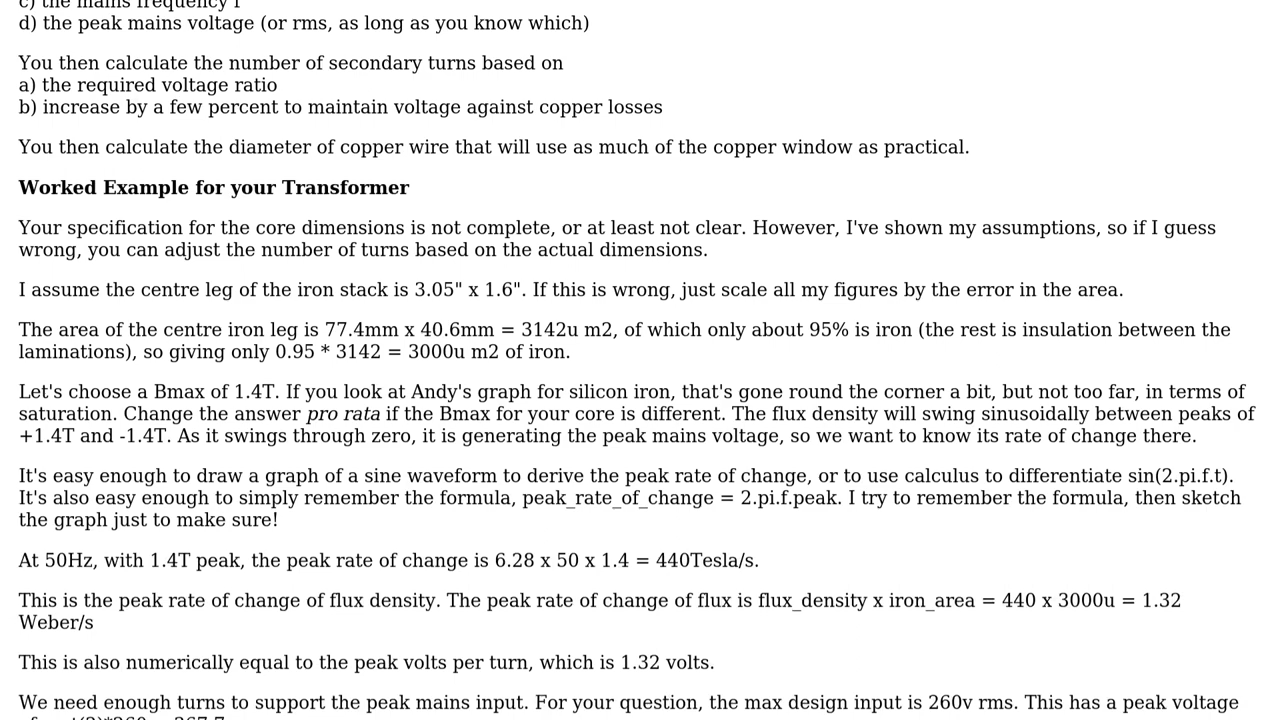 c) the mains frequency f
d) the peak mains voltage (or rms, as long as you know which)
You then calculate the number of secondary turns based on
a) the required voltage ratio
b) increase by a few percent to maintain voltage against copper losses
You then calculate the diameter of copper wire that will use as much of the copper window as practical.
Worked Example for your Transformer
Your specification for the core dimensions is not complete, or at least not clear. However, I've shown my assumptions, so if I guess
wrong, you can adjust the number of turns based on the actual dimensions.
I assume the centre leg of the iron stack is 3.05" x 1.6". If this is wrong, just scale all my figures by the error in the area.
The area of the centre iron leg is 77.4mm x 40.6mm = 3142u m2, of which only about 95% is iron (the rest is insulation between the
laminations), so giving only 0.95 * 3142 = 3000u m2 of iron.
Let's choose a Bmax of 1.4T. If you look at Andy's graph for silicon iron, that's gone round the corner a bit, but not too far, in terms of
saturation. Change the answer pro rata if the Bmax for your core is different. The flux density will swing sinusoidally between peaks of
+1.4T and -1.4T. As it swings through zero, it is generating the peak mains voltage, so we want to know its rate of change there.
It's easy enough to draw a graph of a sine waveform to derive the peak rate of change, or to use calculus to differentiate sin(2.pi.f.t).
It's also easy enough to simply remember the formula, peak_rate_of_change = 2.pi.f.peak. I try to remember the formula, then sketch
the graph just to make sure!
At 50Hz, with 1.4T peak, the peak rate of change is 6.28 x 50 x 1.4 = 440Tesla/s.
This is the peak rate of change of flux density. The peak rate of change of flux is flux_density x iron_area = 440 x 3000u = 1.32
Weber/s
This is also numerically equal to the peak volts per turn, which is 1.32 volts.
We need enough turns to support the peak mains input. For your question, the max design input is 260v rms. This has a peak voltage